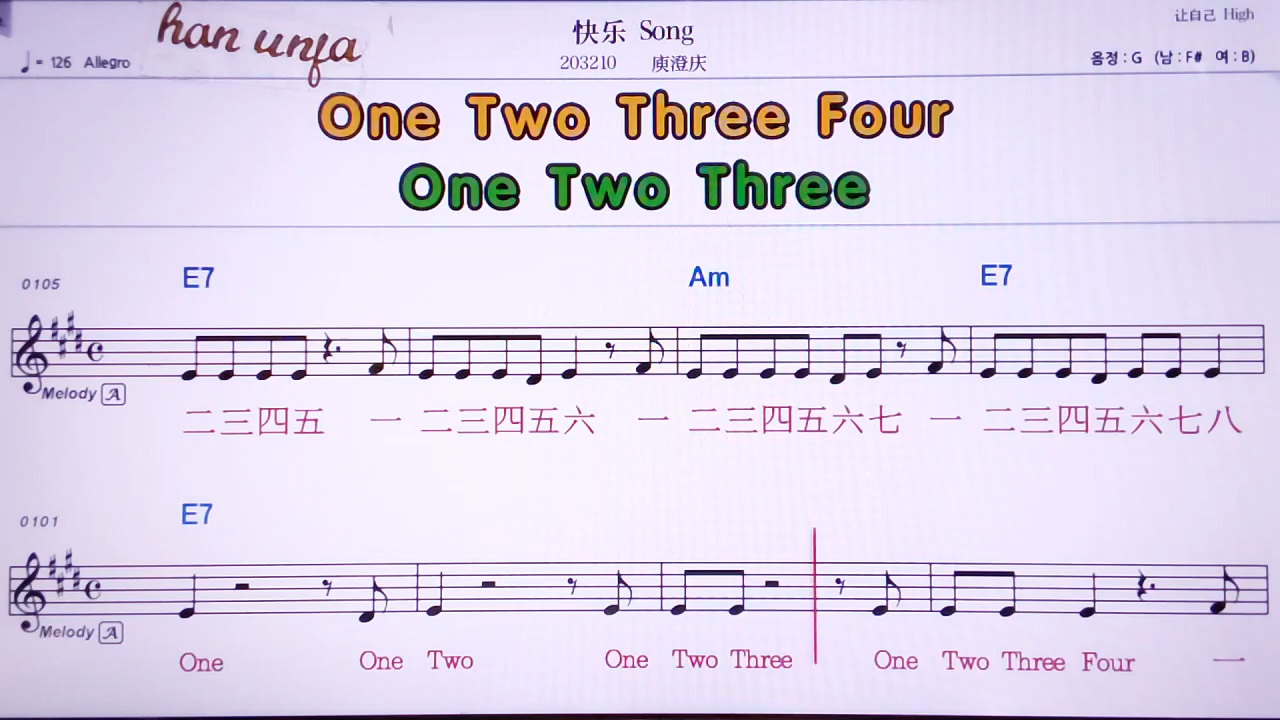 han unfa
让自己 High
快乐 Song
♩= 126 Allegro
203210 庾澄庆
음정 : G (남 : F# 여 : B)
One Two Three Four
One Two Three
0105
E7 Am E7
Melody A
二三四五 一 二三四五六 一 二三四五六七 一 二三四五六七八
0101
E7
Melody A
One One Two One Two Three One Two Three Four 一